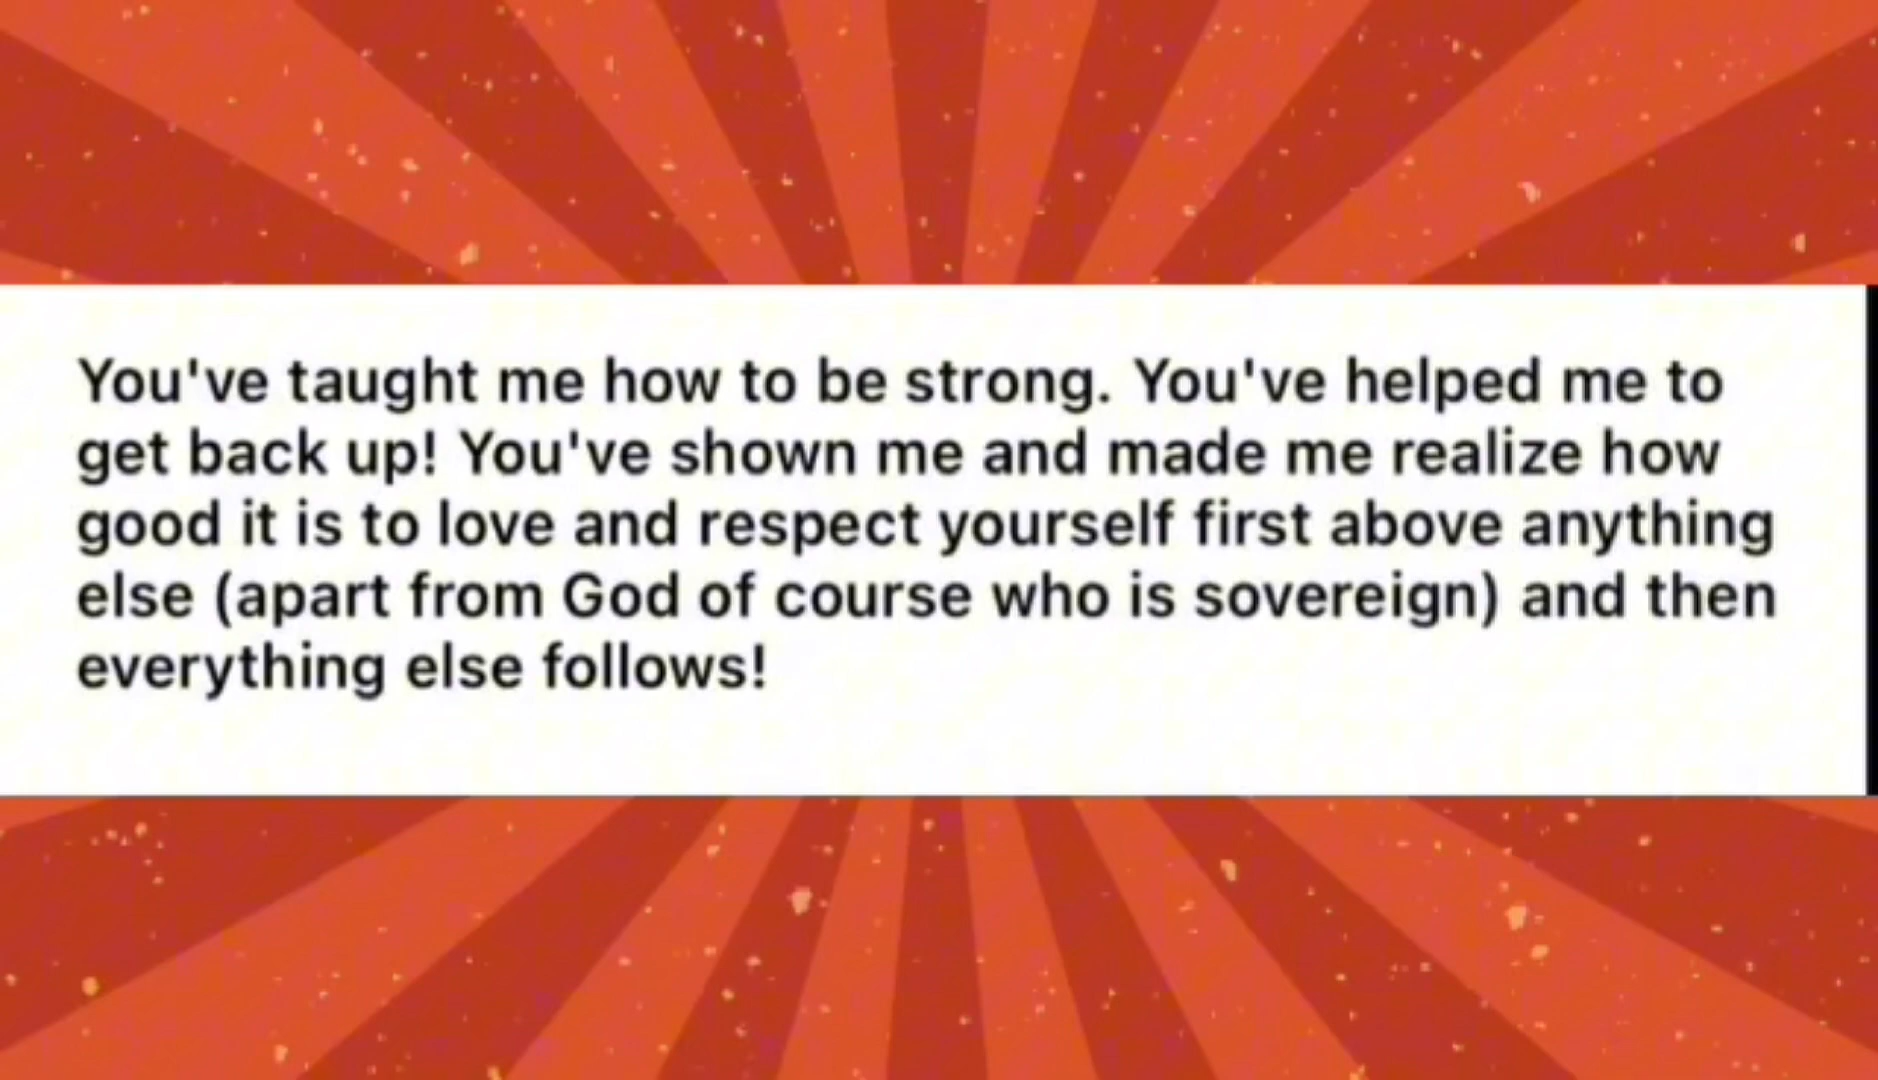 You've taught me how to be strong. You've helped me to
get back up! You've shown me and made me realize how
good it is to love and respect yourself first above anything
else (apart from God of course who is sovereign) and then
everything else follows!